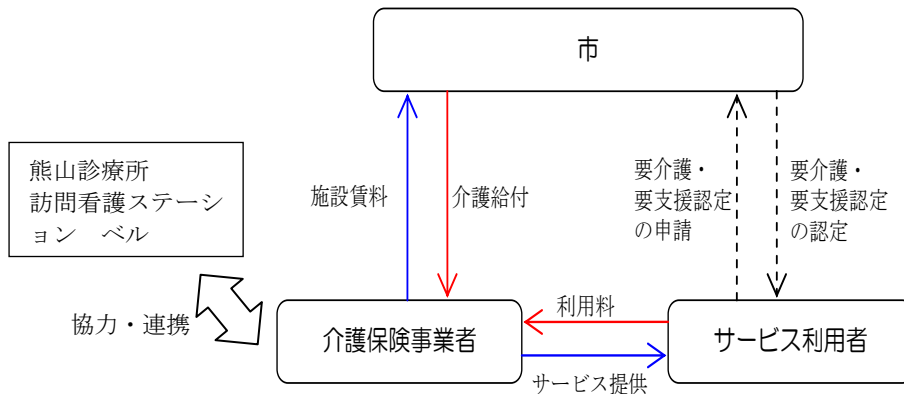 市
熊山診療所
訪問看護ステーシ
ョン　ベル
施設賃料
介護給付
要介護・
要支援認定
の申請
要介護・
要支援認定
の認定
協力・連携
介護保険事業者
利用料
サービス提供
サービス利用者